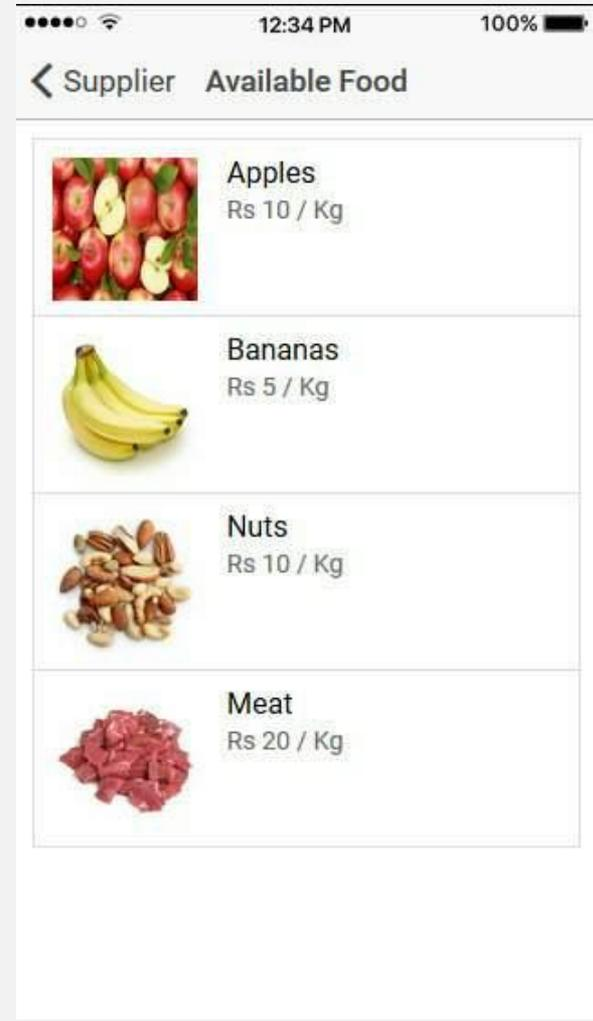 12:34 PM 100%
Supplier Available Food
Apples
Rs 10 / Kg
Bananas
Rs 5 / Kg
Nuts
Rs 10 / Kg
Meat
Rs 20 / Kg